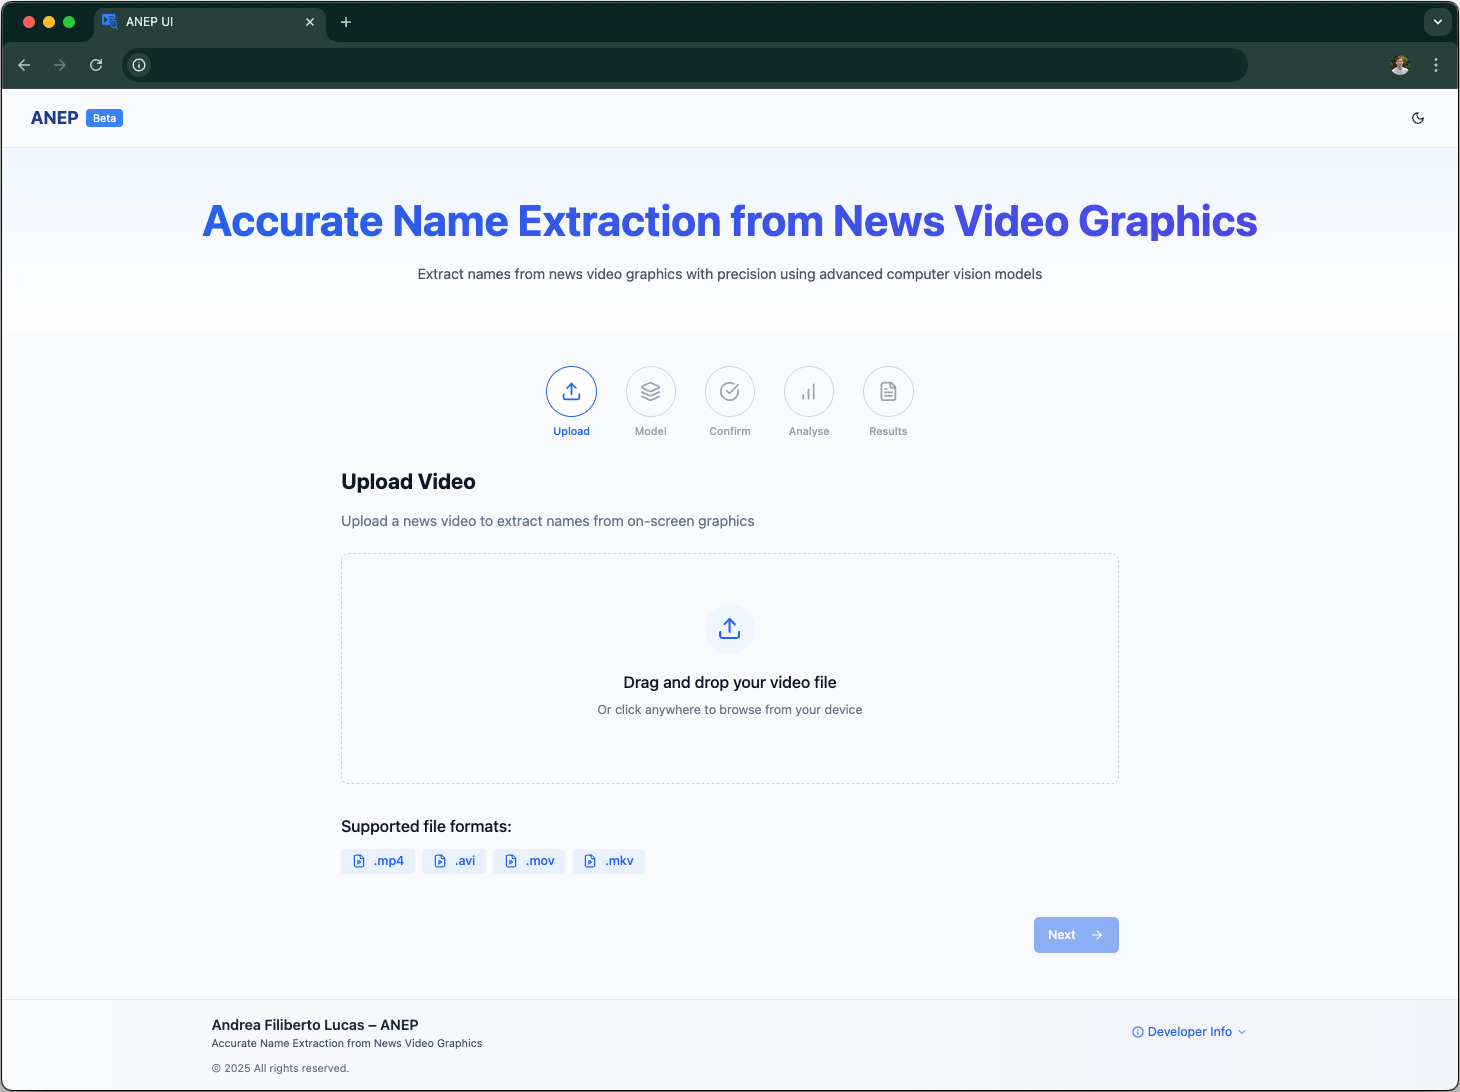 ANEP UI
ANEP Beta
Accurate Name Extraction from News Video Graphics
Extract names from news video graphics with precision using advanced computer vision models
Upload Model Confirm Analyse Results
Upload Video
Upload a news video to extract names from on-screen graphics
Drag and drop your video file
Or click anywhere to browse from your device
Supported file formats:
.mp4 .avi .mov .mkv
Next
Andrea Filiberto Lucas – ANEP
Accurate Name Extraction from News Video Graphics
Developer Info
© 2025 All rights reserved.